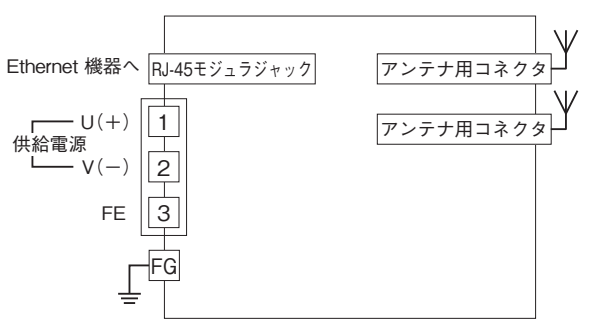 Ethernet 機器へ
RJ-45モジュラジャック
アンテナ用コネクタ
アンテナ用コネクタ
U(+)
1
供給電源
V(-)
2
FE
3
FG